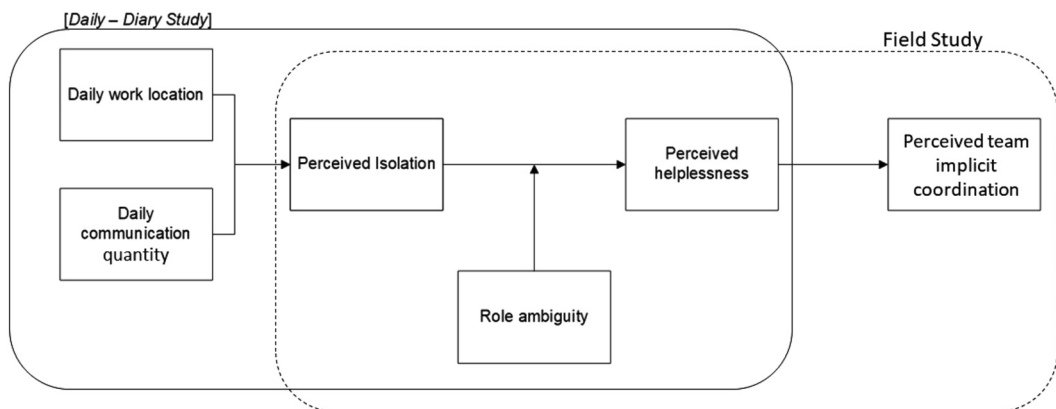 [Daily – Diary Study]
Field Study
Daily work location
Perceived Isolation
Perceived
helplessness
Perceived team
implicit
coordination
Daily
communication
quantity
Role ambiguity